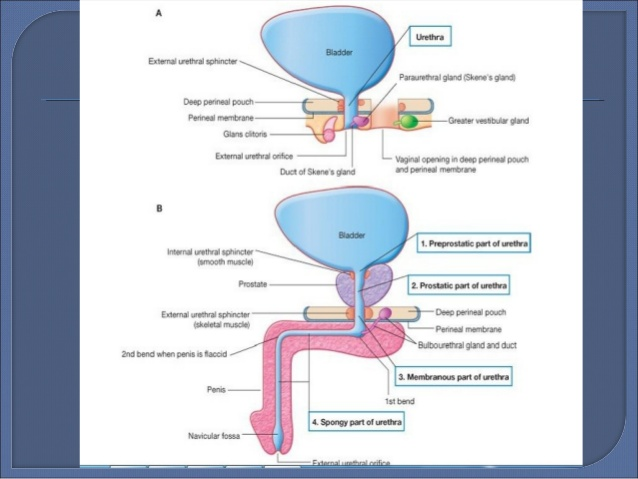 A
Urethra
Bladder
External urethral sphincter
Paraurethral gland (Skene's gland)
Deep perineal pouch
Perineal membrane
Greater vestibular gland
Glans clitoris
External urethral orifice
Vaginal opening in deep perineal pouch
and perineal membrane
Duct of Skene's gland
B
Bladder
1. Preprostatic part of urethra
Internal urethral sphincter
(smooth muscle)
Prostate
2. Prostatic part of urethra
External urethral sphincter
(skeletal muscle)
Deep perineal pouch
Perineal membrane
Bulbourethral gland and duct
2nd bend when penis is flaccid
3. Membranous part of urethra
Penis
1st bend
4. Spongy part of urethra
Navicular fossa
External urethral orifice